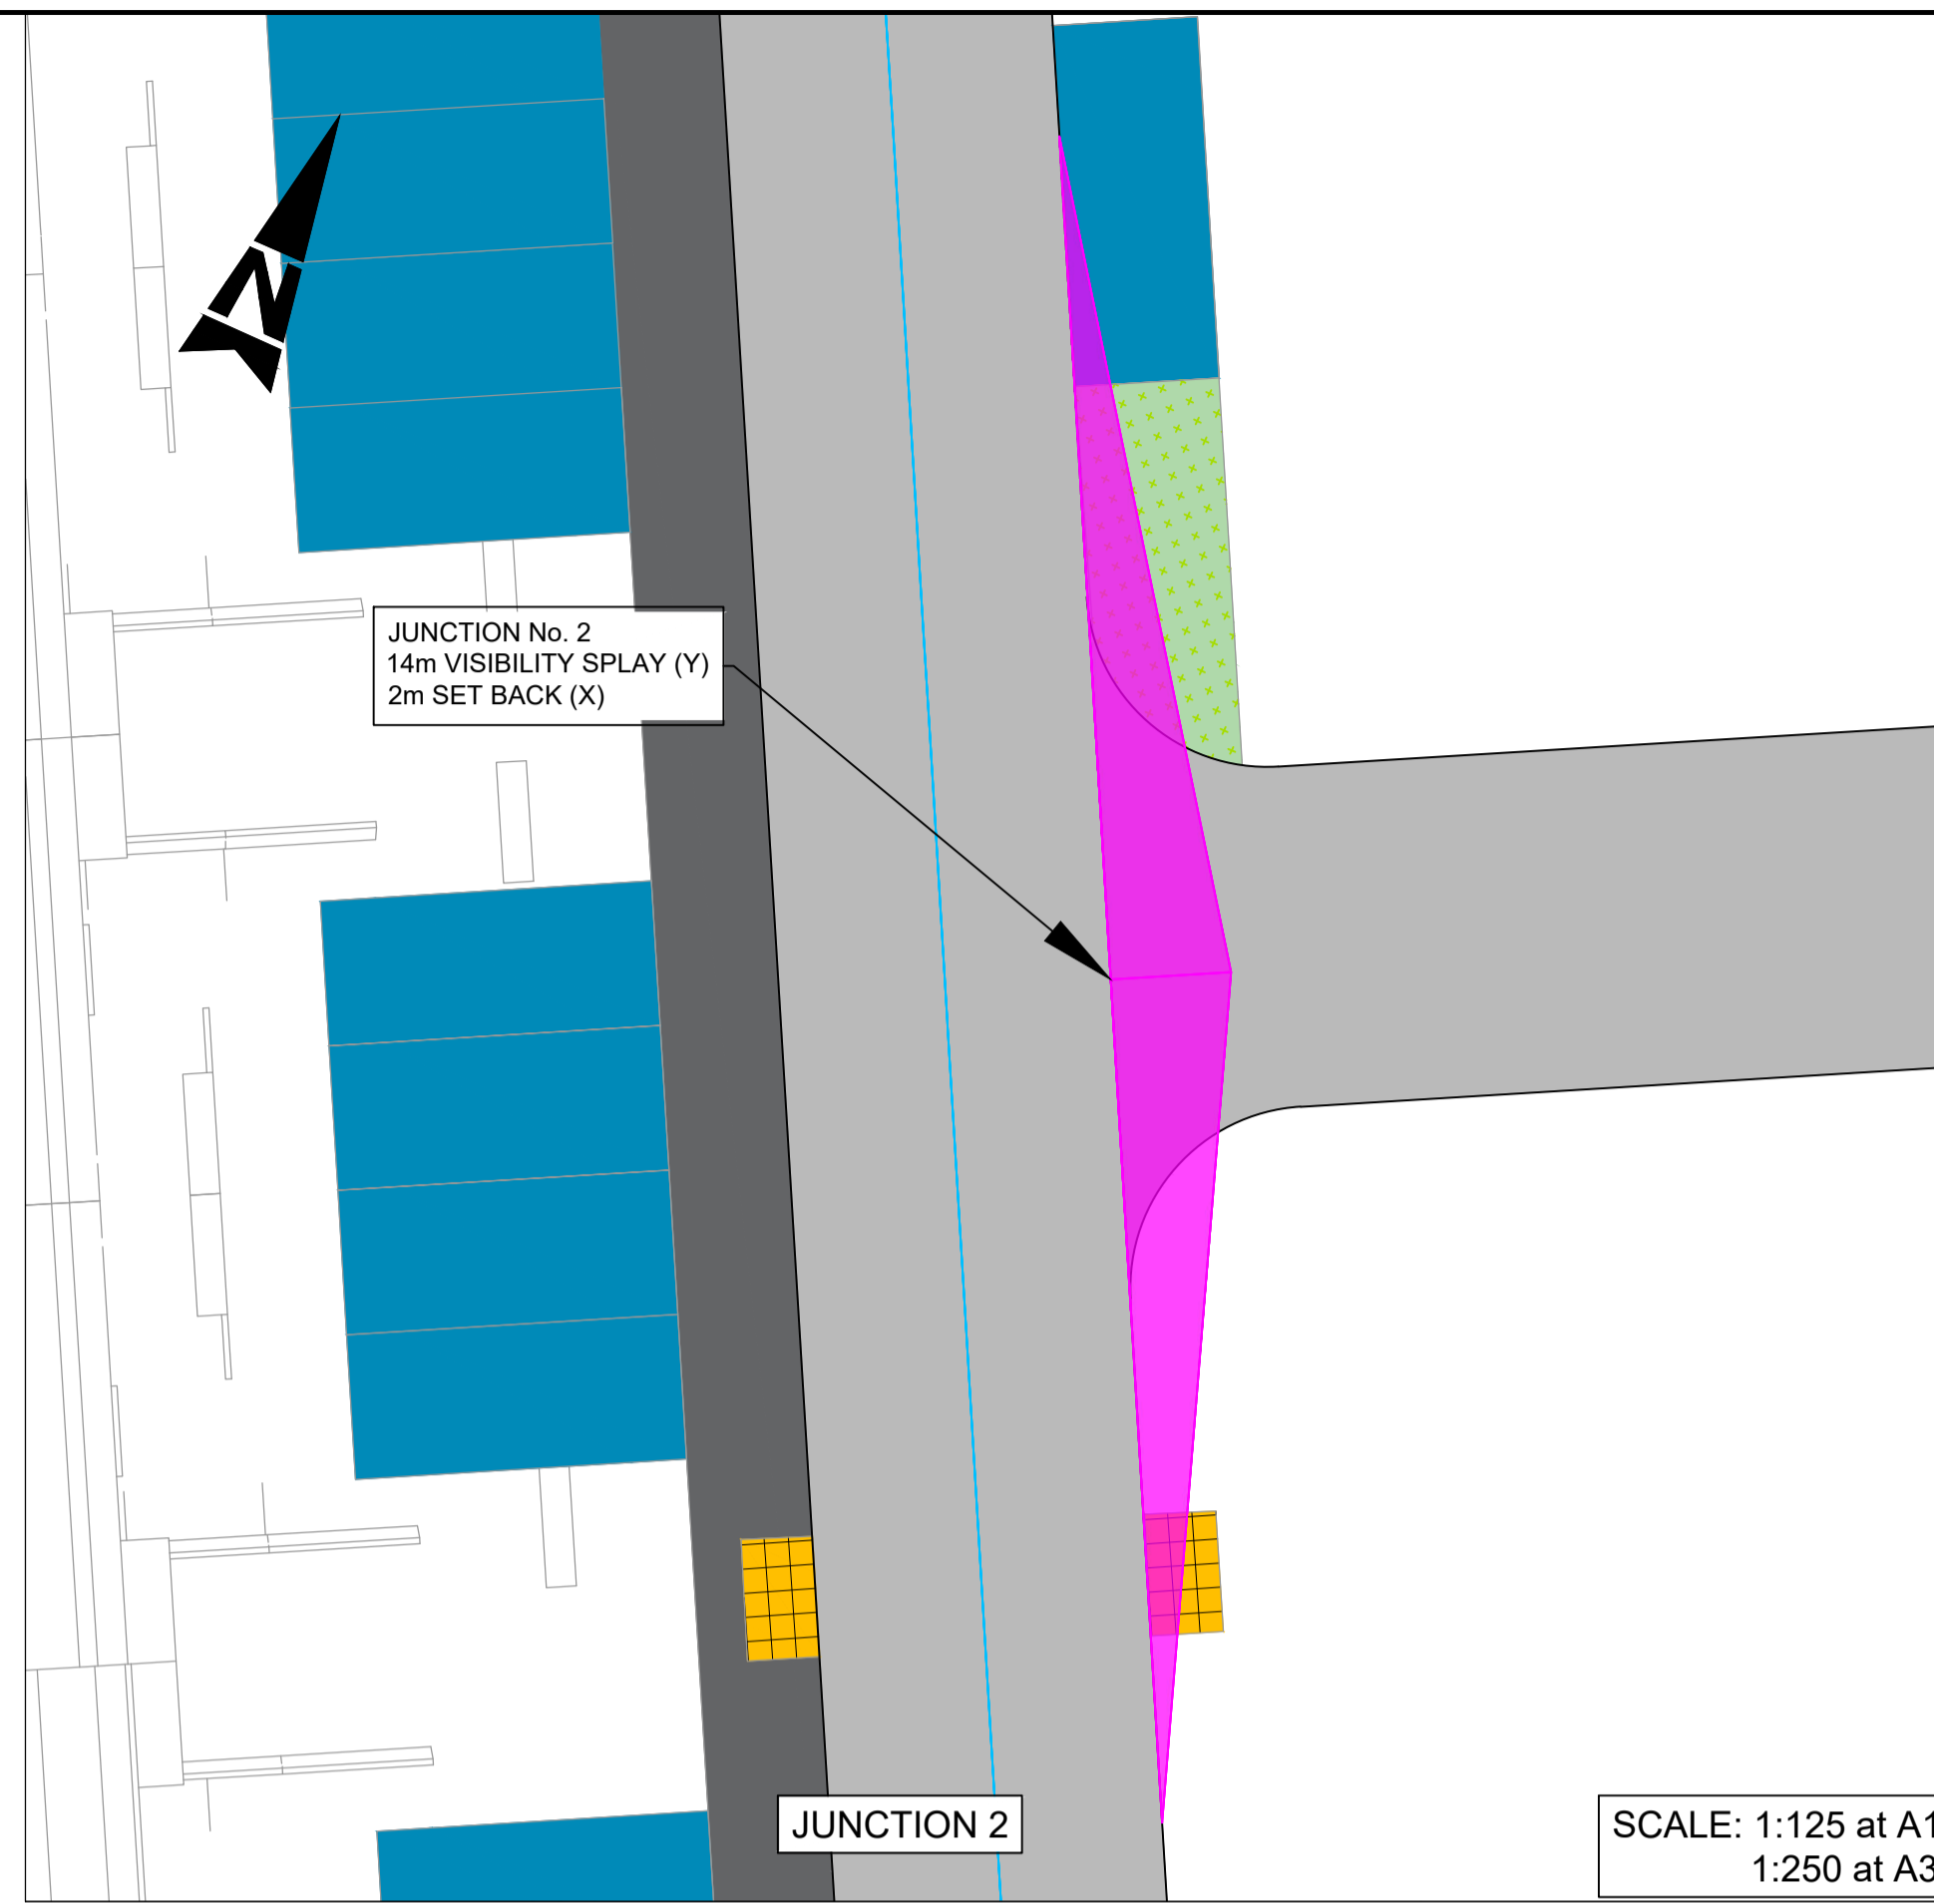 N
JUNCTION No. 2
14m VISIBILITY SPLAY (Y)
2m SET BACK (X)
JUNCTION 2
SCALE: 1:125 at A1
1:250 at A3